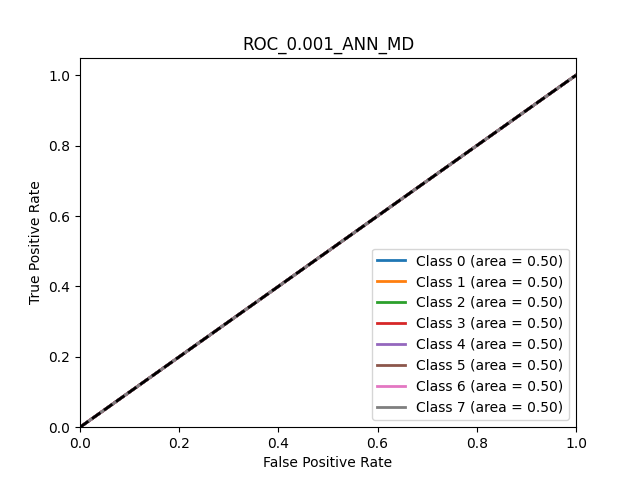 ROC_0.001_ANN_MD
True Positive Rate
1.0
0.8
0.6
0.4
0.2
0.0
Class 0 (area = 0.50)
Class 1 (area = 0.50)
Class 2 (area = 0.50)
Class 3 (area = 0.50)
Class 4 (area = 0.50)
Class 5 (area = 0.50)
Class 6 (area = 0.50)
Class 7 (area = 0.50)
0.0 0.2 0.4 0.6 0.8 1.0
False Positive Rate